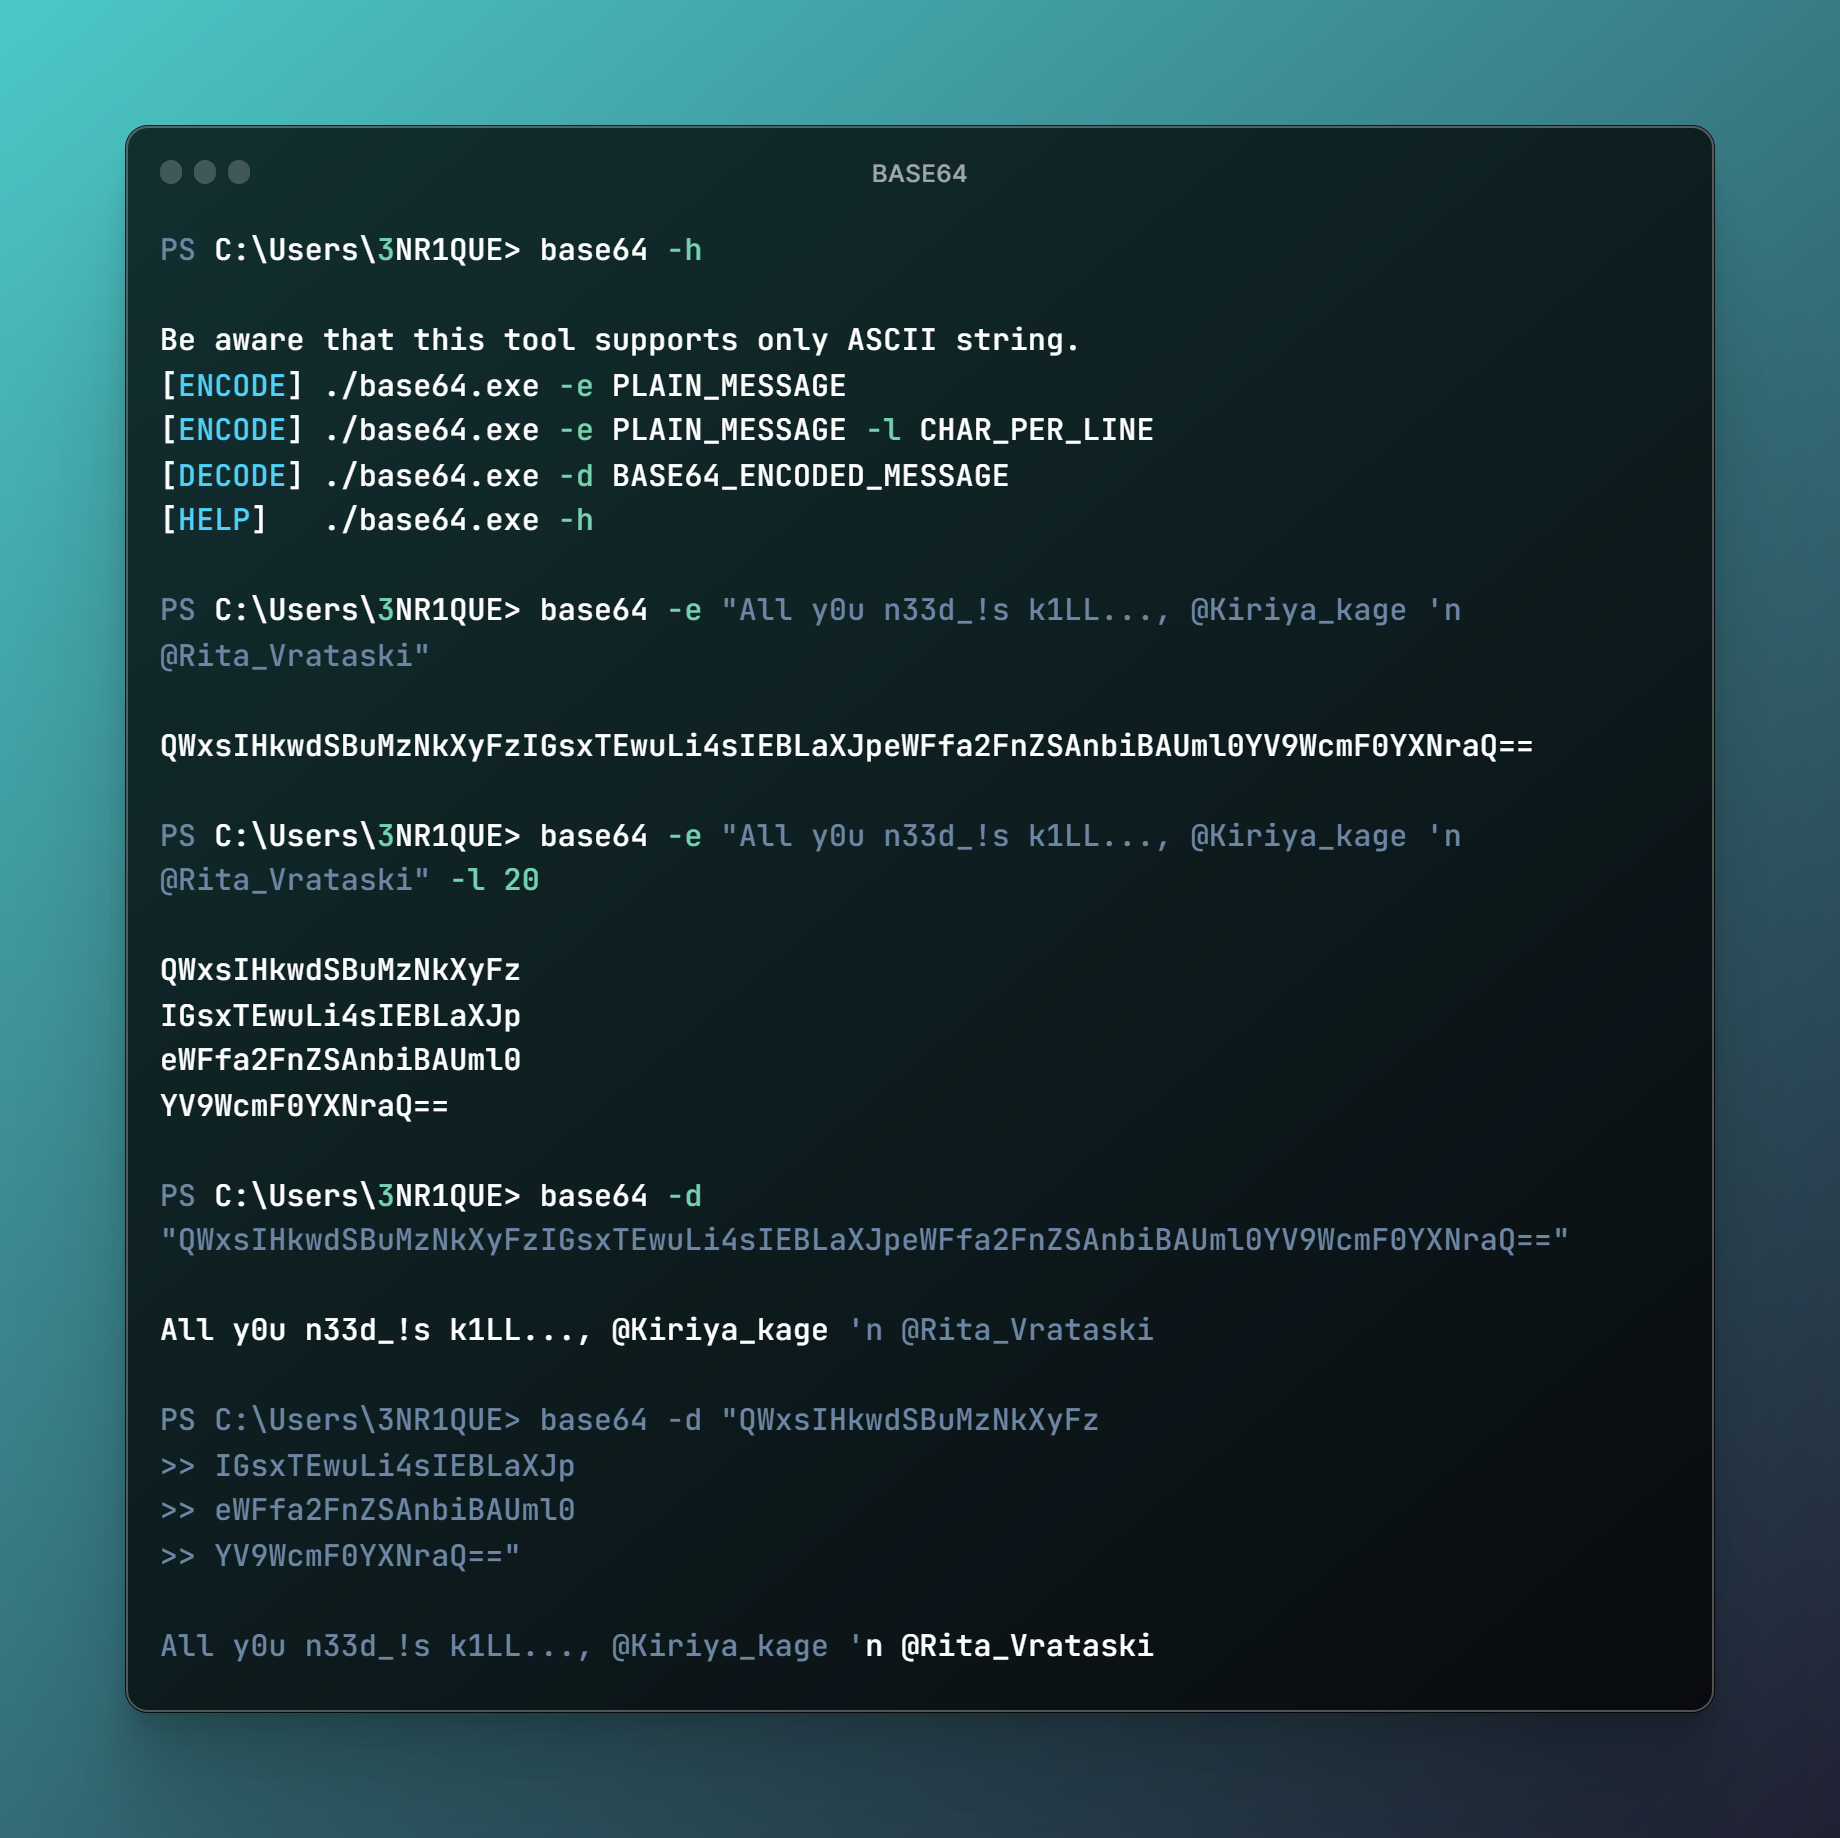 BASE64
PS C:\Users\3NR1QUE> base64 -h
Be aware that this tool supports only ASCII string.
[ENCODE] ./base64.exe -e PLAIN_MESSAGE
[ENCODE] ./base64.exe -e PLAIN_MESSAGE -l CHAR_PER_LINE
[DECODE] ./base64.exe -d BASE64_ENCODED_MESSAGE
[HELP]   ./base64.exe -h
PS C:\Users\3NR1QUE> base64 -e "All y0u n33d_!s k1LL..., @Kiriya_kage 'n
@Rita_Vrataski"
QWxsIHkwdSBuMzNkXyFzIGsxTEwuLi4sIEBLaXJpeWFfa2FnZSAnbiBAUml0YV9WcmF0YXNraQ==
PS C:\Users\3NR1QUE> base64 -e "All y0u n33d_!s k1LL..., @Kiriya_kage 'n
@Rita_Vrataski" -l 20
QWxsIHkwdSBuMzNkXyFz
IGsxTEwuLi4sIEBLaXJp
eWFfa2FnZSAnbiBAUml0
YV9WcmF0YXNraQ==
PS C:\Users\3NR1QUE> base64 -d
"QWxsIHkwdSBuMzNkXyFzIGsxTEwuLi4sIEBLaXJpeWFfa2FnZSAnbiBAUml0YV9WcmF0YXNraQ=="
All y0u n33d_!s k1LL..., @Kiriya_kage 'n @Rita_Vrataski
PS C:\Users\3NR1QUE> base64 -d "QWxsIHkwdSBuMzNkXyFz
>> IGsxTEwuLi4sIEBLaXJp
>> eWFfa2FnZSAnbiBAUml0
>> YV9WcmF0YXNraQ=="
All y0u n33d_!s k1LL..., @Kiriya_kage 'n @Rita_Vrataski